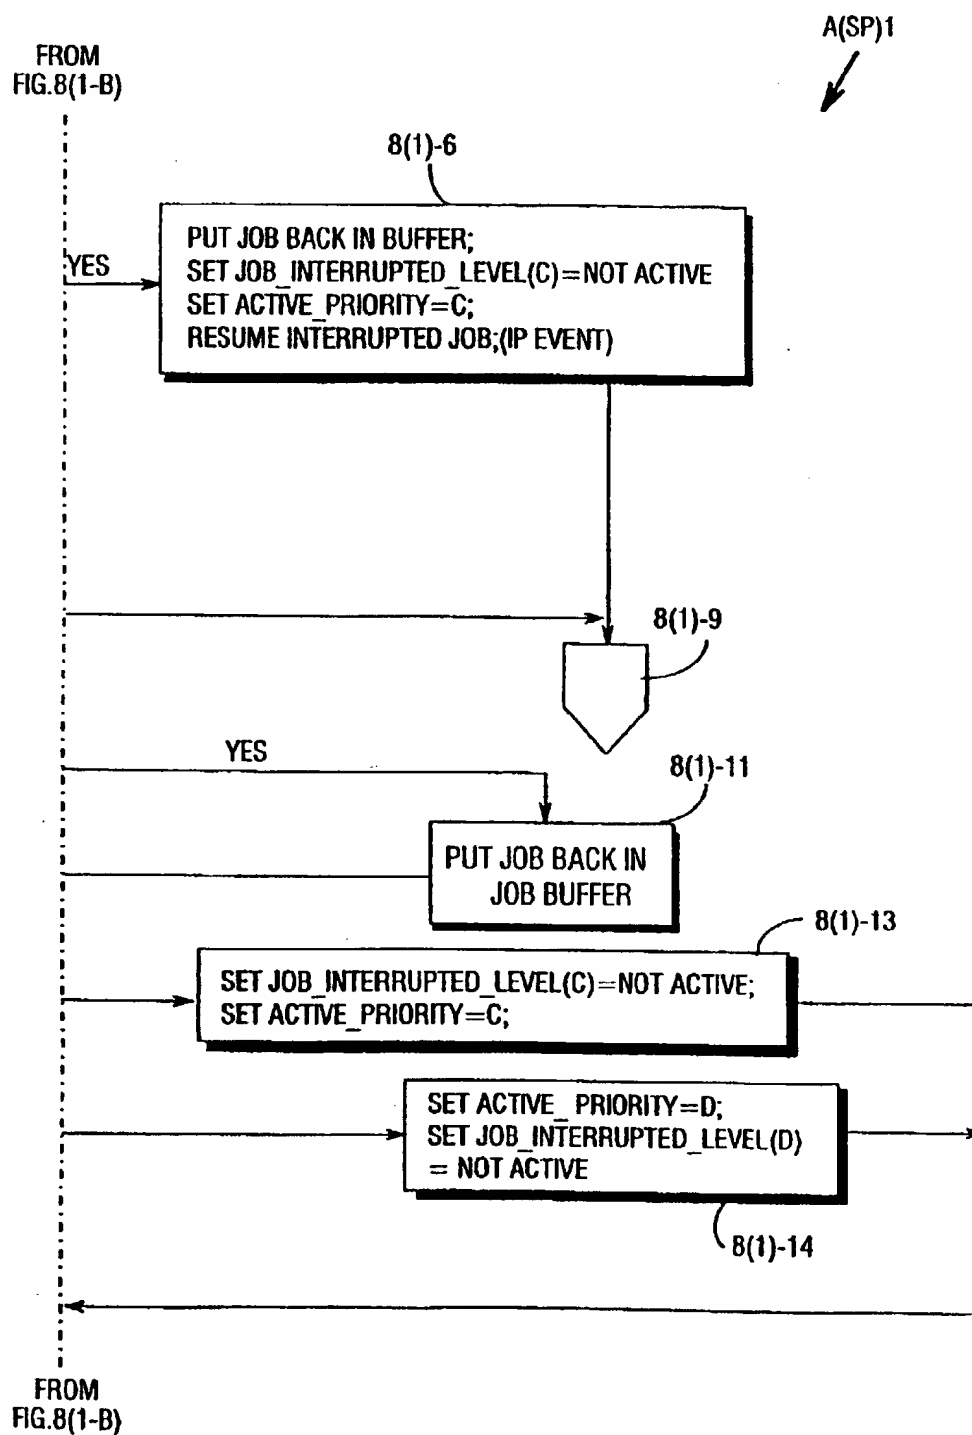 A(SP)1
FROM
FIG.8(1-B)
8(1)-6
PUT JOB BACK IN BUFFER;
SET JOB_INTERRUPTED_LEVEL(C)=NOT ACTIVE
SET ACTIVE_PRIORITY=C;
RESUME INTERRUPTED JOB;(IP EVENT)
YES
8(1)-9
YES
8(1)-11
PUT JOB BACK IN
JOB BUFFER
8(1)-13
SET JOB_INTERRUPTED_LEVEL(C)=NOT ACTIVE;
SET ACTIVE_PRIORITY=C;
SET ACTIVE_PRIORITY=D;
SET JOB_INTERRUPTED_LEVEL(D)
= NOT ACTIVE
8(1)-14
FROM
FIG.8(1-B)